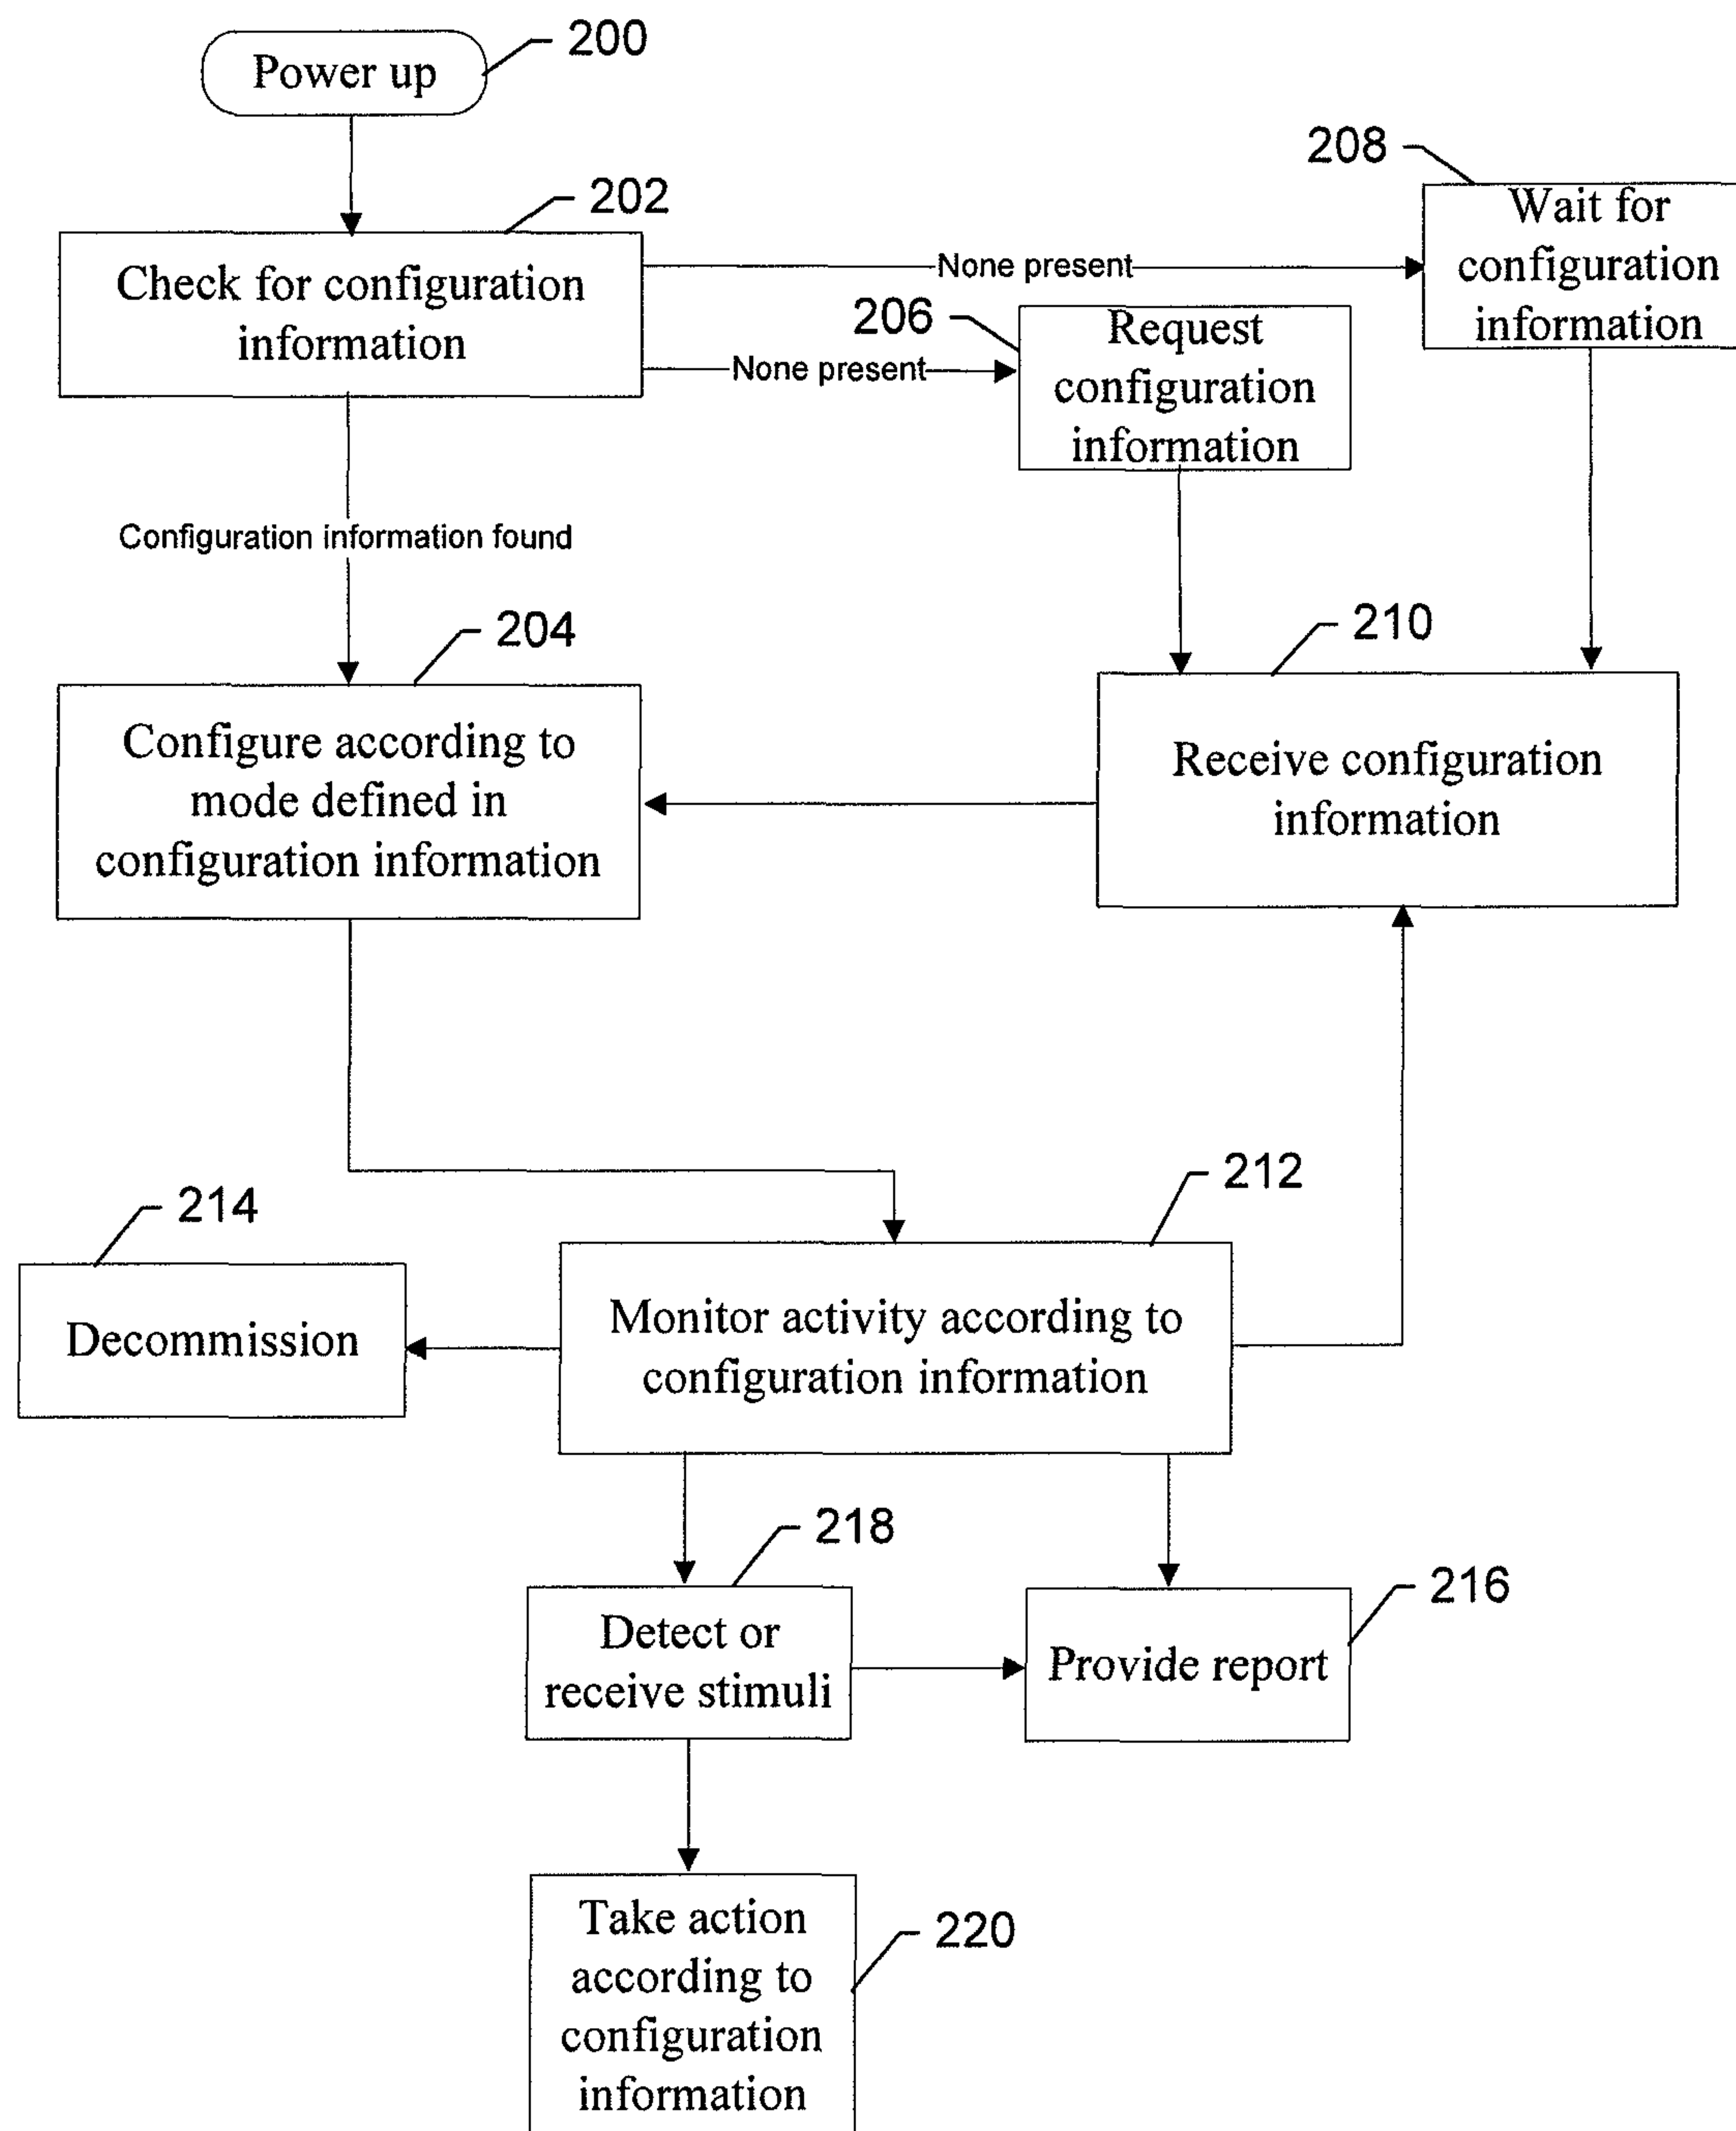 200
Power up
202
Check for configuration
information
None present
208
Wait for
configuration
information
None present
206
Request
configuration
information
Configuration information found
204
Configure according to
mode defined in
configuration information
210
Receive configuration
information
212
Monitor activity according to
configuration information
214
Decommission
218
Detect or
receive stimuli
216
Provide report
220
Take action
according to
configuration
information